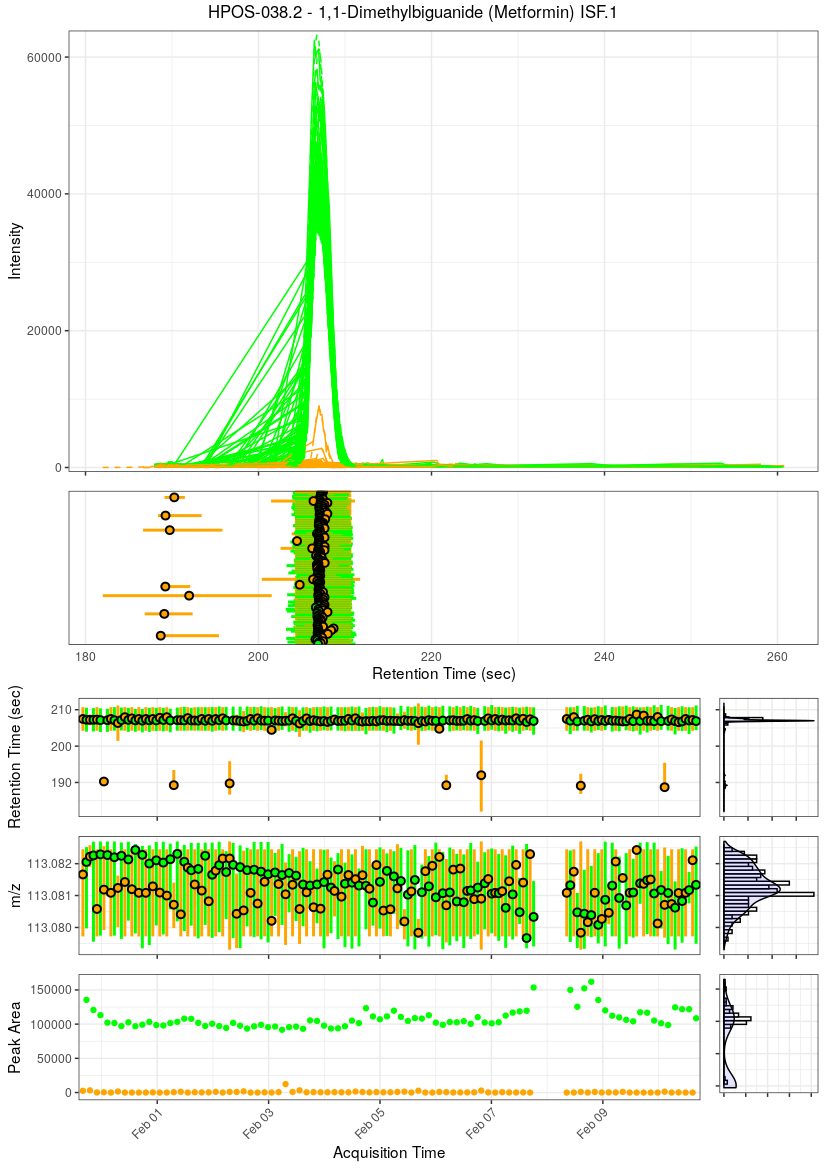 HPOS-038.2 - 1,1-Dimethylbiguanide (Metformin) ISF.1
60000
40000
20000
0
Intensity
180
200
220
240
260
Retention Time (sec)
210
200
190
Retention Time (sec)
113.082
113.081
113.080
m/z
150000
100000
50000
0
Peak Area
Feb 01
Feb 03
Feb 05
Feb 07
Feb 09
Acquisition Time